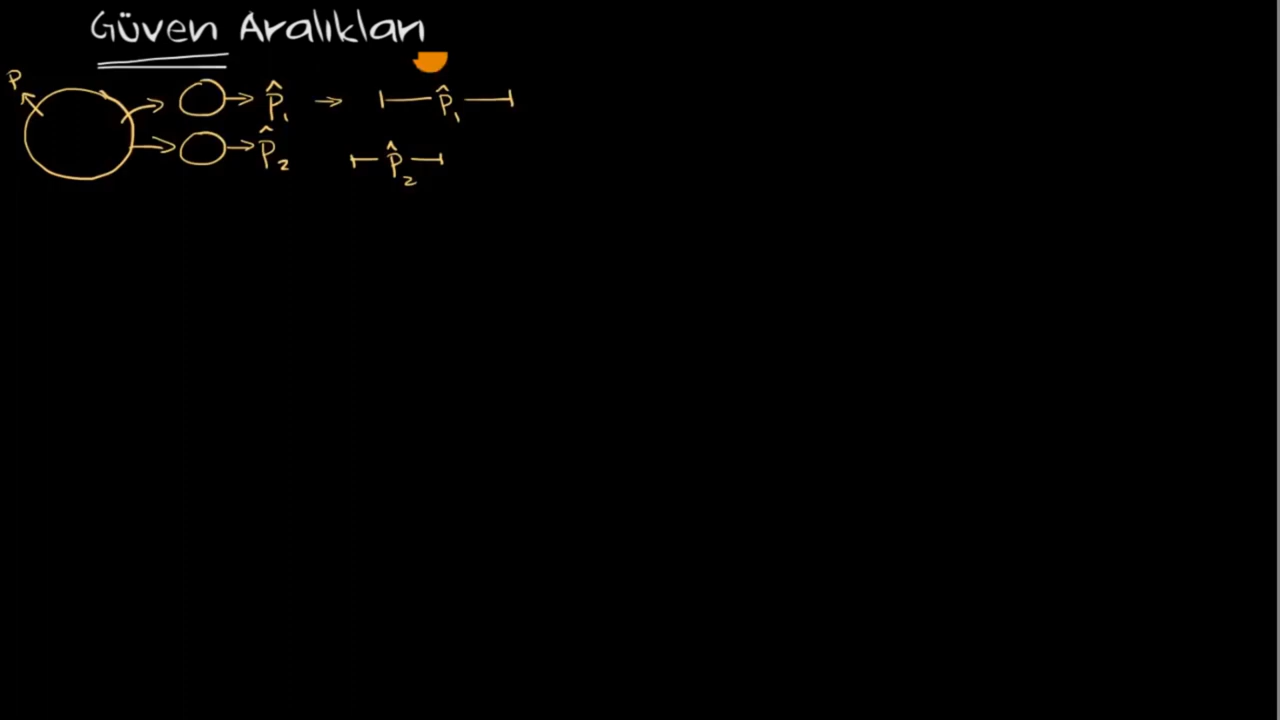 Güven Aralıkları
P
P̂₁ → P̂₁
P̂₂ P̂₂